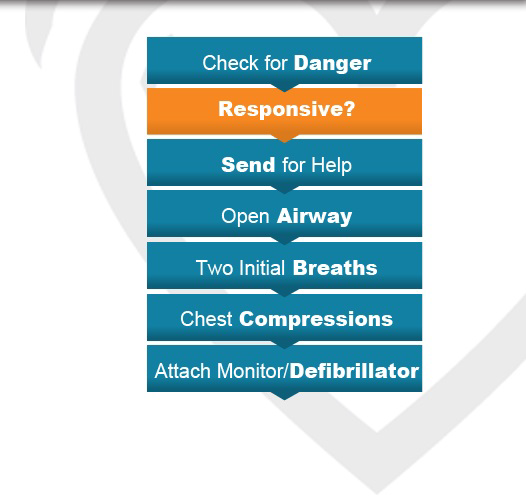 Check for Danger
Responsive?
Send for Help
Open Airway
Two Initial Breaths
Chest Compressions
Attach Monitor/Defibrillator